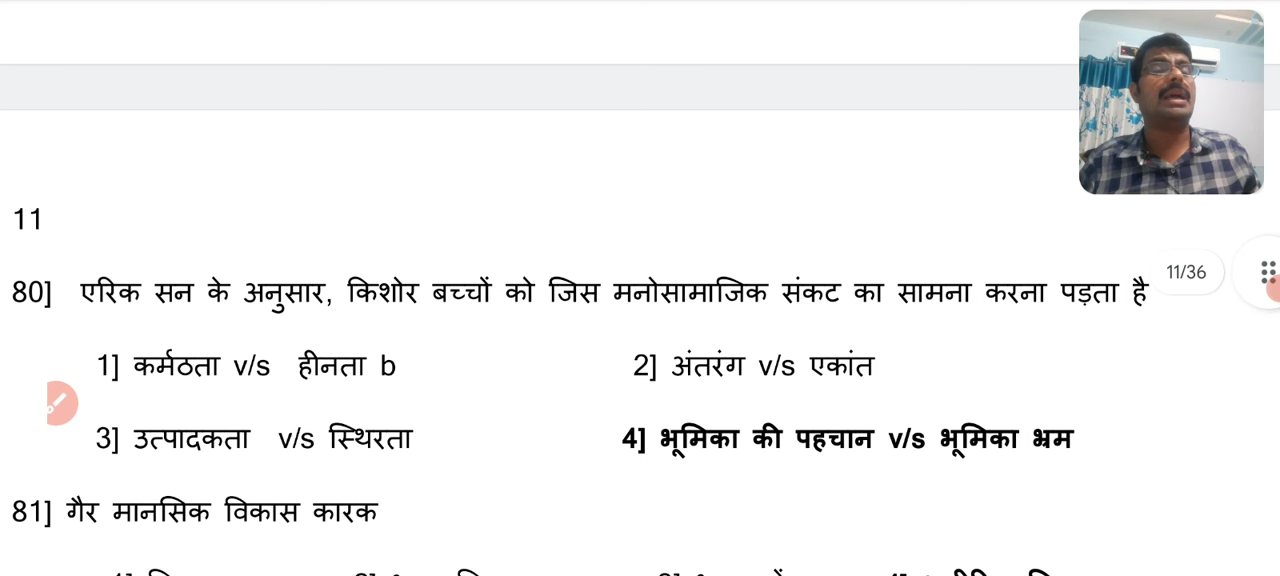 11
80] एरिक सन के अनुसार, किशोर बच्चों को जिस मनोसामाजिक संकट का सामना करना पड़ता है
11/36
1] कर्मठता v/s हीनता b 2] अंतरंग v/s एकांत
3] उत्पादकता v/s स्थिरता 4] भूमिका की पहचान v/s भूमिका भ्रम
81] गैर मानसिक विकास कारक